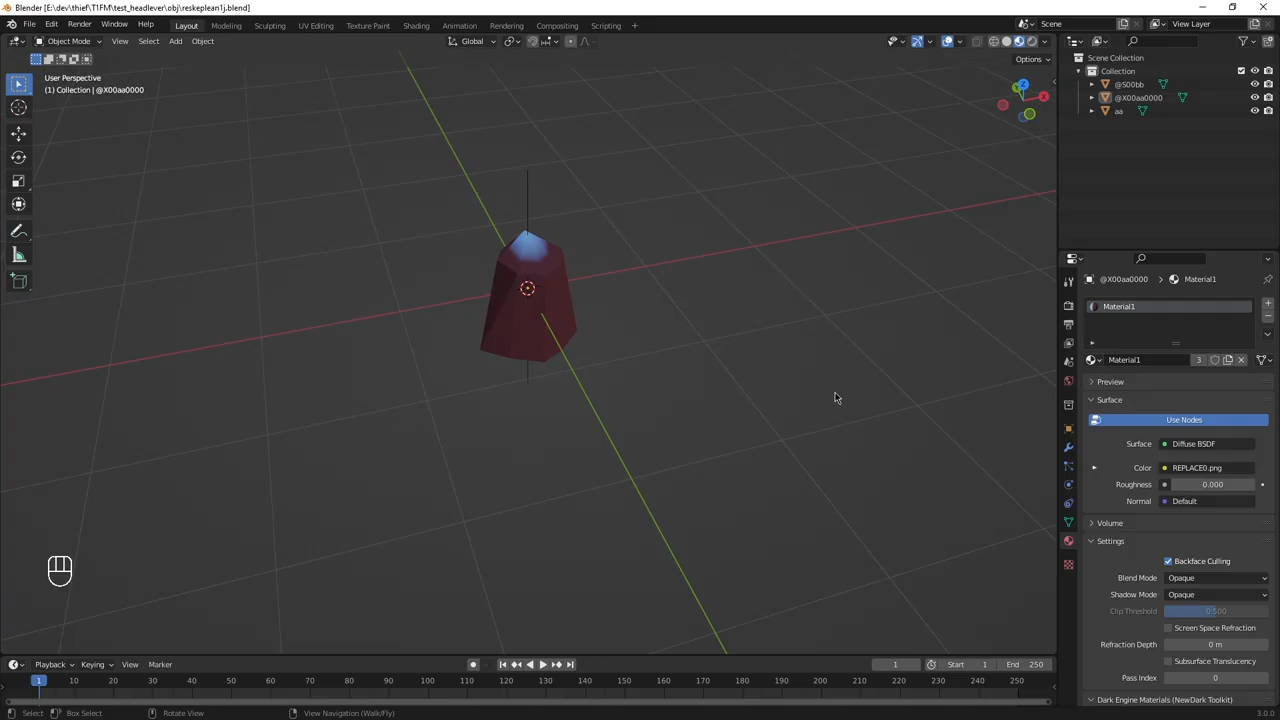 Blender [E:\dev\thief\T1FM\test_headlever\obj\reskeplean1j.blend]
File Edit Render Window Help Layout Modeling Sculpting UV Editing Texture Paint Shading Animation Rendering Compositing Scripting Scene View Layer
Object Mode View Select Add Object Global
Options
User Perspective
(1) Collection | @X00aa0000
Z
X
Y
Scene Collection
Collection
@S00bb
@X00aa0000
aa
@X00aa0000 > Material1
Material1
Material1 3
Preview
Surface
Use Nodes
Surface Diffuse BSDF
Color REPLACE0.png
Roughness -0.000
Normal Default
Volume
Settings
Backface Culling
Blend Mode Opaque
Shadow Mode Opaque
Clip Threshold 0.500
Screen Space Refraction
Refraction Depth 0 m
Subsurface Translucency
Pass Index 0
Dark Engine Materials (NewDark Toolkit)
Playback Keying View Marker 1 Start 1 End 250
1 10 20 30 40 50 60 70 80 90 100 110 120 130 140 150 160 170 180 190 200 210 220 230 240 250
Select Box Select Rotate View View Navigation (Walk/Fly) 3.0.0